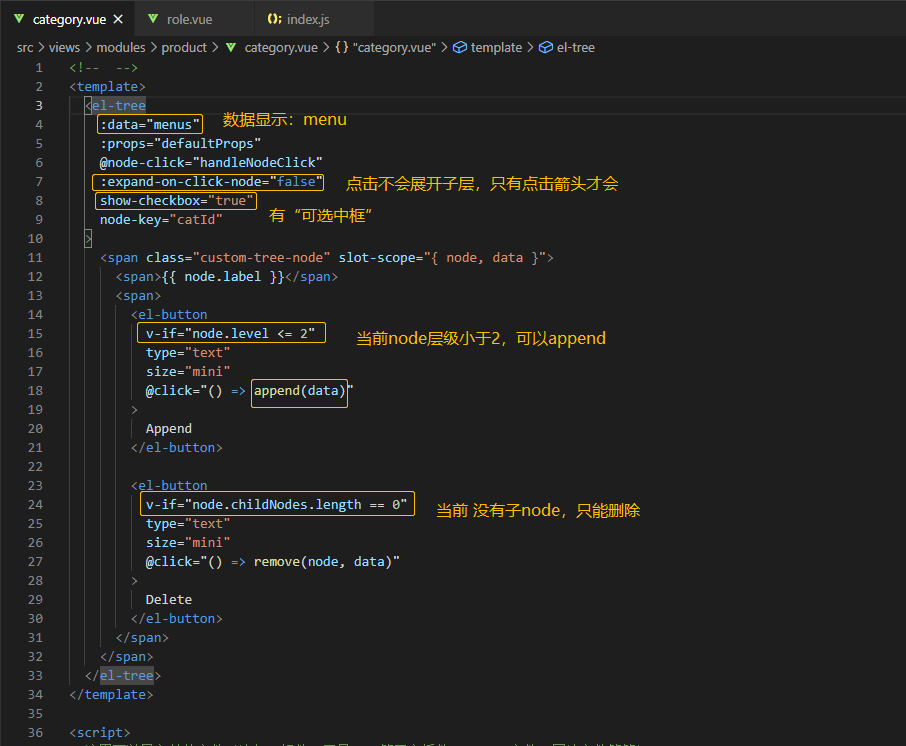 category.vue ✕ role.vue index.js
src > views > modules > product > category.vue > {} "category.vue" > template > el-tree
1 <!-- -->
2 <template>
3 <el-tree
4 :data="menus" 数据显示：menu
5 :props="defaultProps"
6 @node-click="handleNodeClick"
7 :expand-on-click-node="false" 点击不会展开子层，只有点击箭头才会
8 show-checkbox="true"
有“可选中框”
9 node-key="catId"
10 >
11 <span class="custom-tree-node" slot-scope="{ node, data }">
12 <span>{{ node.label }}</span>
13 <span>
14 <el-button
15 v-if="node.level <= 2" 当前node层级小于2，可以append
16 type="text"
17 size="mini"
18 @click="() => append(data)"
19 >
20 Append
21 </el-button>
22
23 <el-button
24 v-if="node.childNodes.length == 0" 当前 没有子node，只能删除
25 type="text"
26 size="mini"
27 @click="() => remove(node, data)"
28 >
29 Delete
30 </el-button>
31 </span>
32 </span>
33 </el-tree>
34 </template>
35
36 <script>